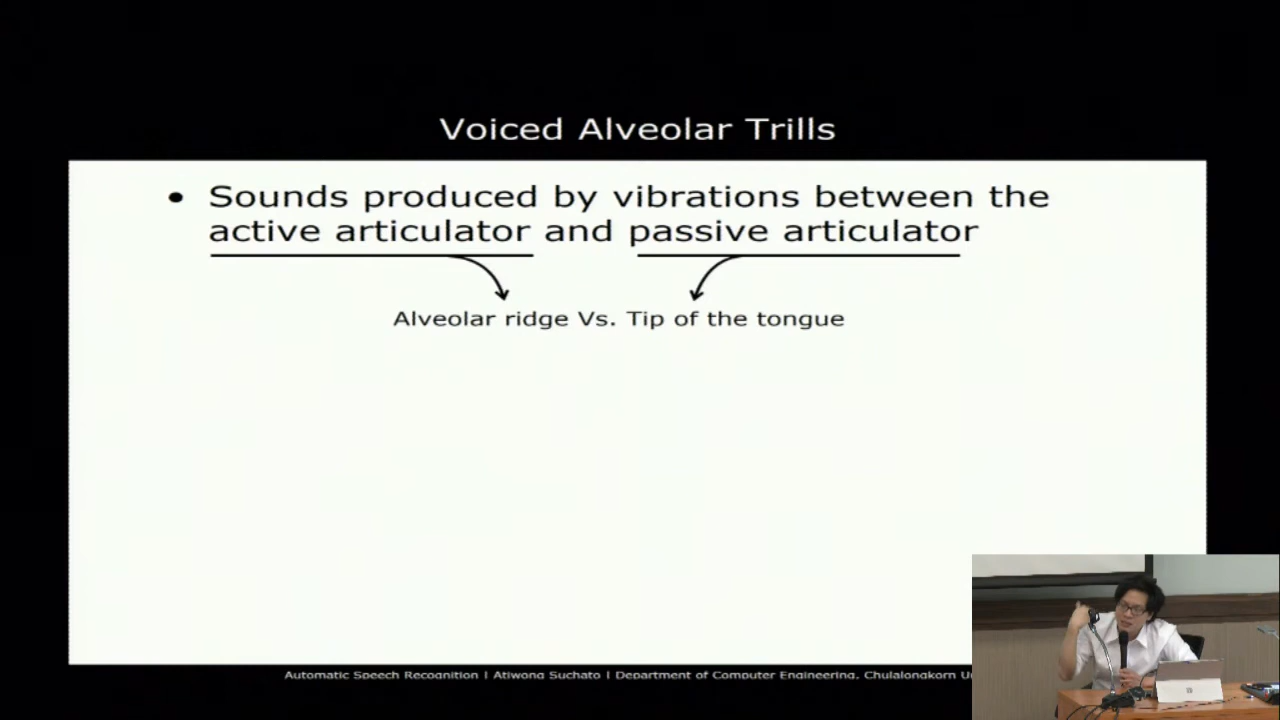 Voiced Alveolar Trills
• Sounds produced by vibrations between the
active articulator and passive articulator
Alveolar ridge Vs. Tip of the tongue
Automatic Speech Recognition | Atiwong Suchato | Department of Computer Engineering, Chulalongkorn